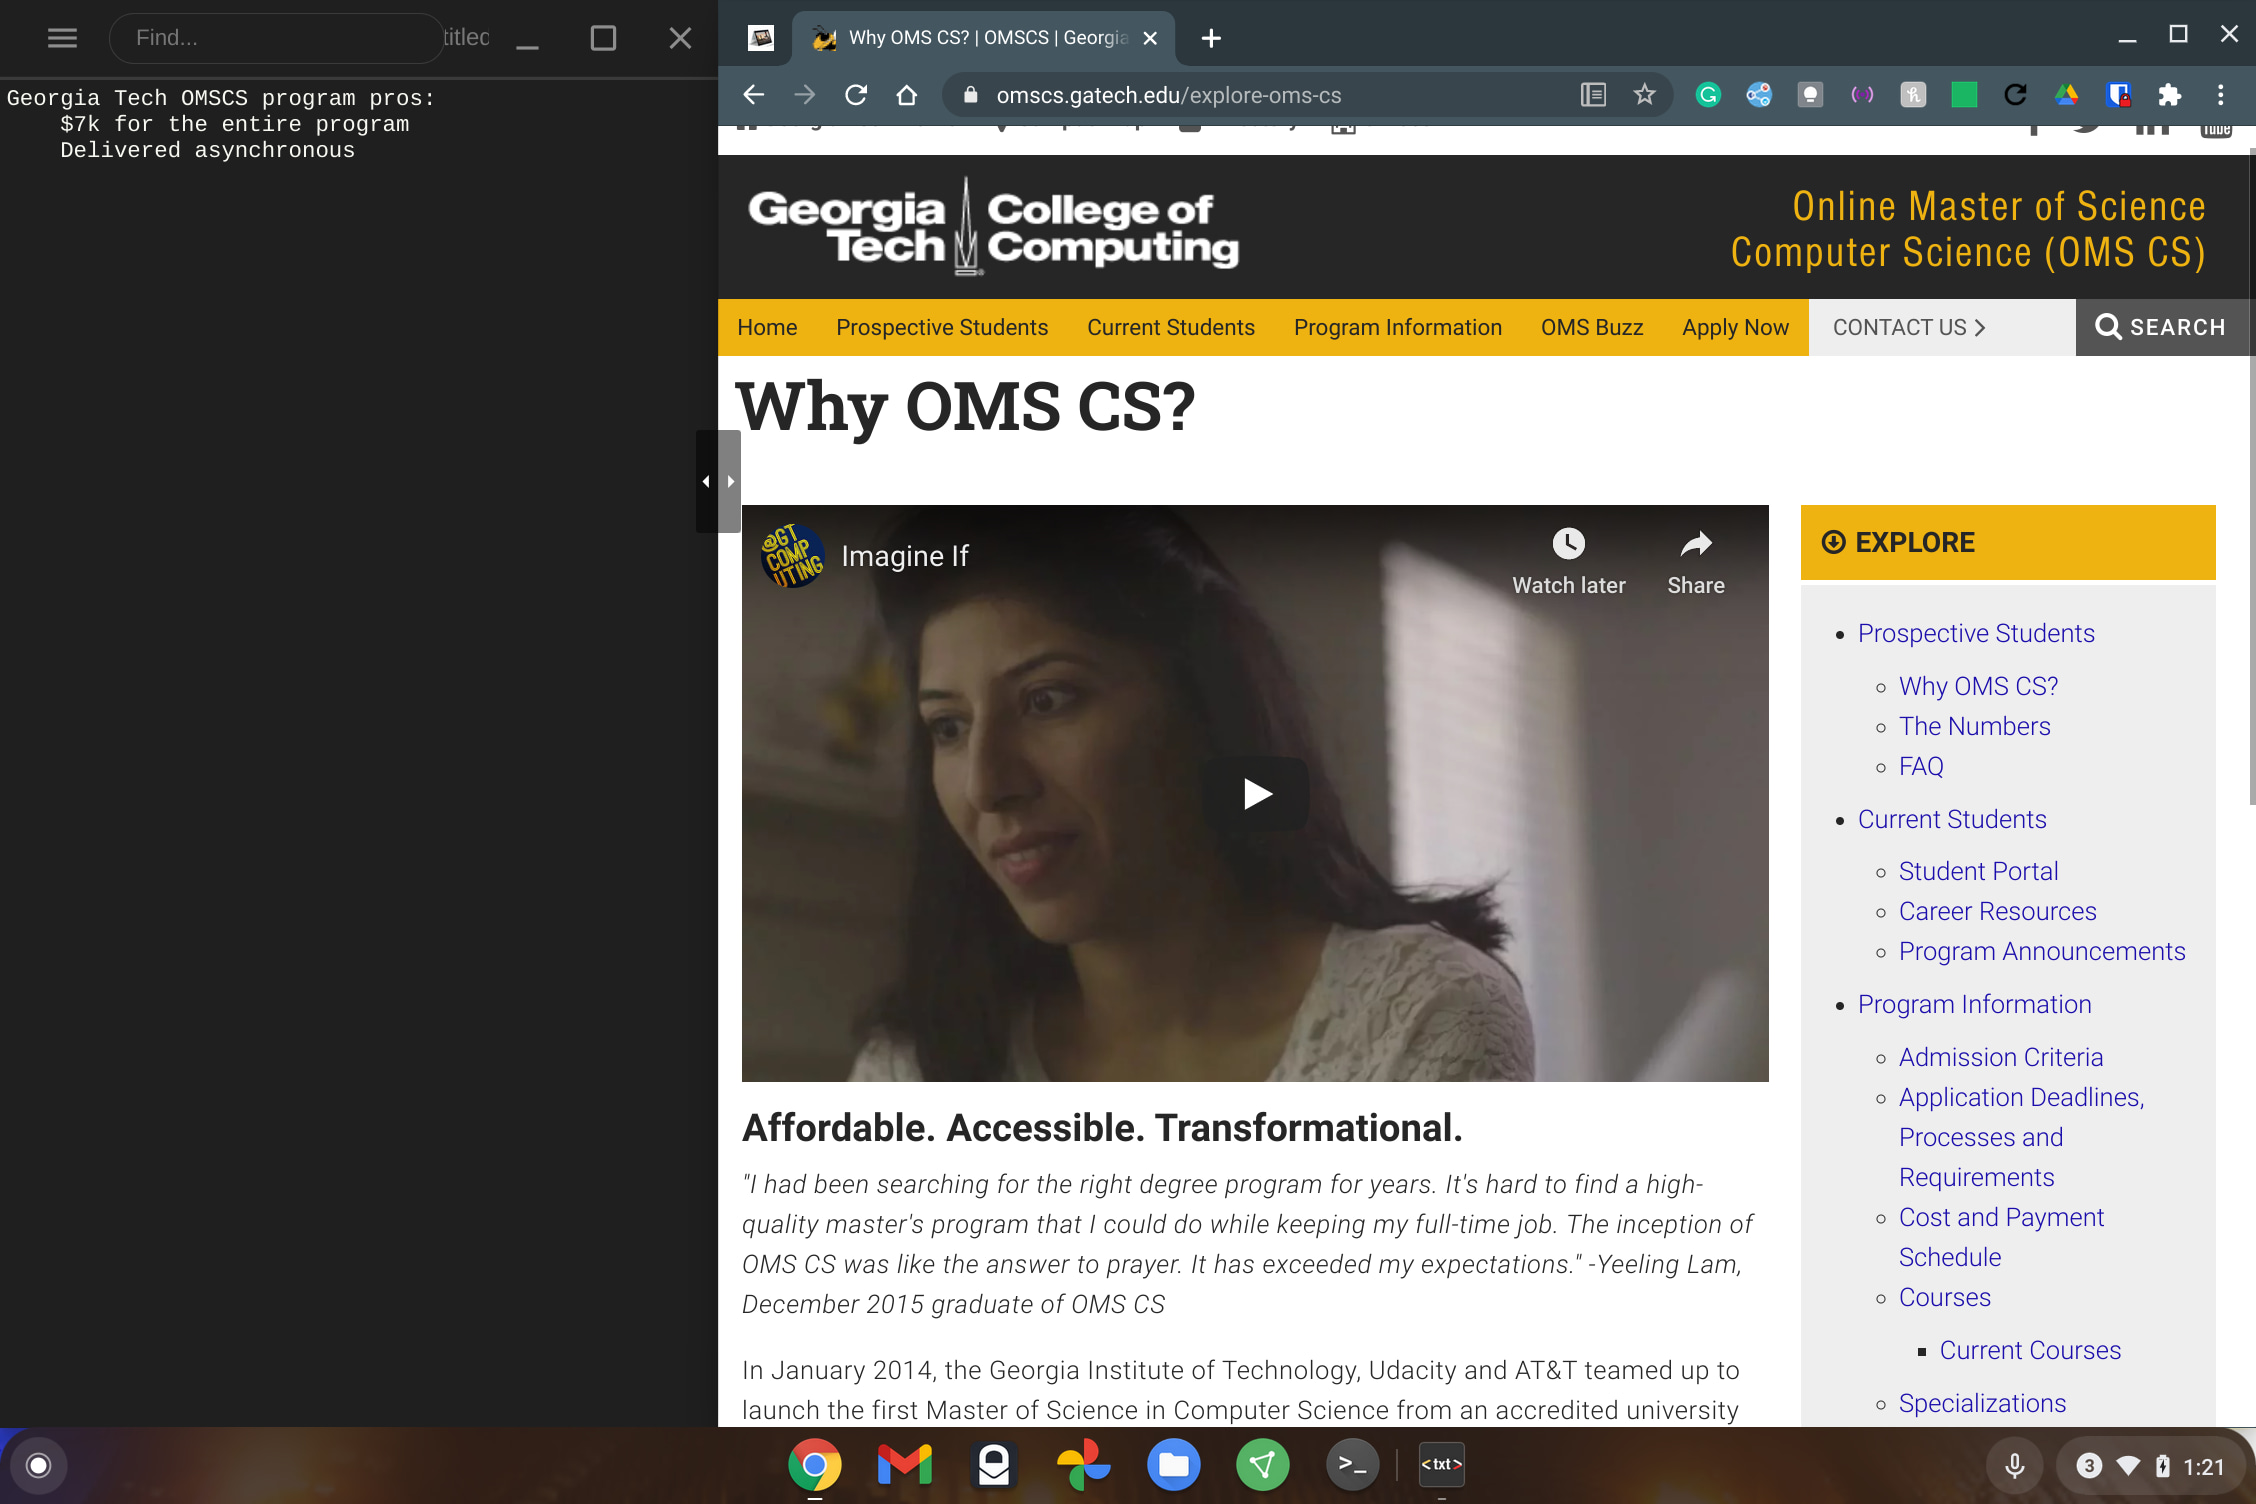 Find...
Georgia Tech OMSCS program pros:
$7k for the entire program
Delivered asynchronous
Why OMS CS? | OMSCS | Georgia
omscs.gatech.edu/explore-oms-cs
Georgia Tech College of Computing
Online Master of Science
Computer Science (OMS CS)
Home Prospective Students Current Students Program Information OMS Buzz Apply Now CONTACT US SEARCH
Why OMS CS?
@GT COMPUTING
Imagine If
Watch later Share
EXPLORE
Prospective Students
Why OMS CS?
The Numbers
FAQ
Current Students
Student Portal
Career Resources
Program Announcements
Program Information
Admission Criteria
Application Deadlines,
Processes and
Requirements
Cost and Payment
Schedule
Courses
Current Courses
Specializations
Affordable. Accessible. Transformational.
"I had been searching for the right degree program for years. It's hard to find a high-
quality master's program that I could do while keeping my full-time job. The inception of
OMS CS was like the answer to prayer. It has exceeded my expectations." -Yeeling Lam,
December 2015 graduate of OMS CS
In January 2014, the Georgia Institute of Technology, Udacity and AT&T teamed up to
launch the first Master of Science in Computer Science from an accredited university
>_ <txt> 3 1:21